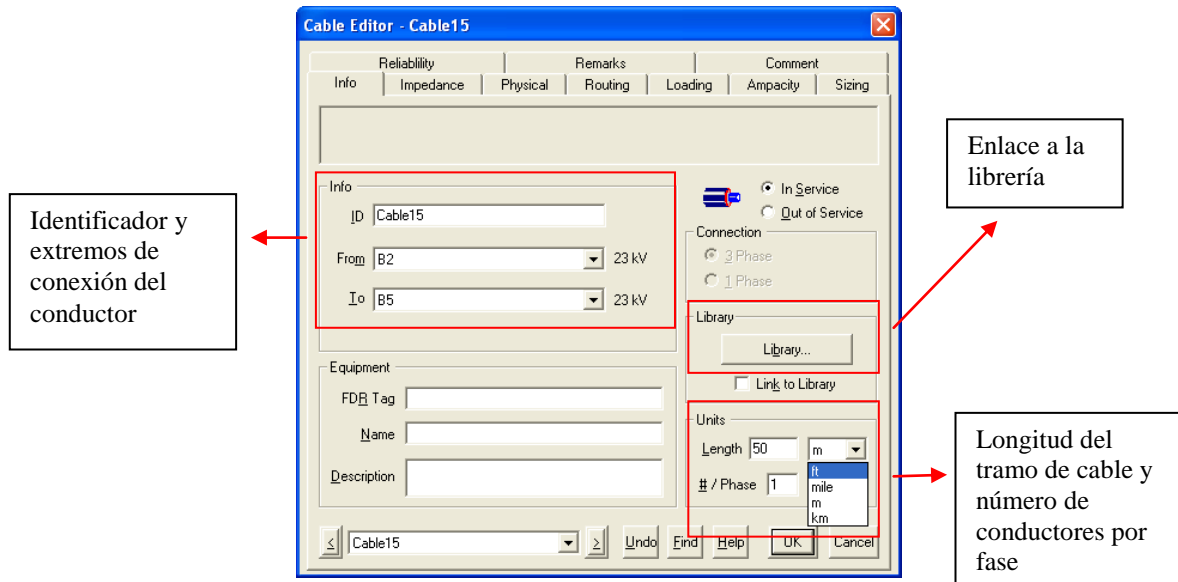 Cable Editor - Cable15
Reliablility Remarks Comment
Info Impedance Physical Routing Loading Ampacity Sizing
Info
ID Cable15
From B2 23 kV
To B5 23 kV
In Service
Out of Service
Connection
3 Phase
1 Phase
Library
Library...
Link to Library
Equipment
FDR Tag
Name
Description
Units
Length 50 m
# / Phase 1
ft
mile
m
km
< Cable15 > Undo Find Help OK Cancel
Identificador y
extremos de
conexión del
conductor
Enlace a la
librería
Longitud del
tramo de cable y
número de
conductores por
fase